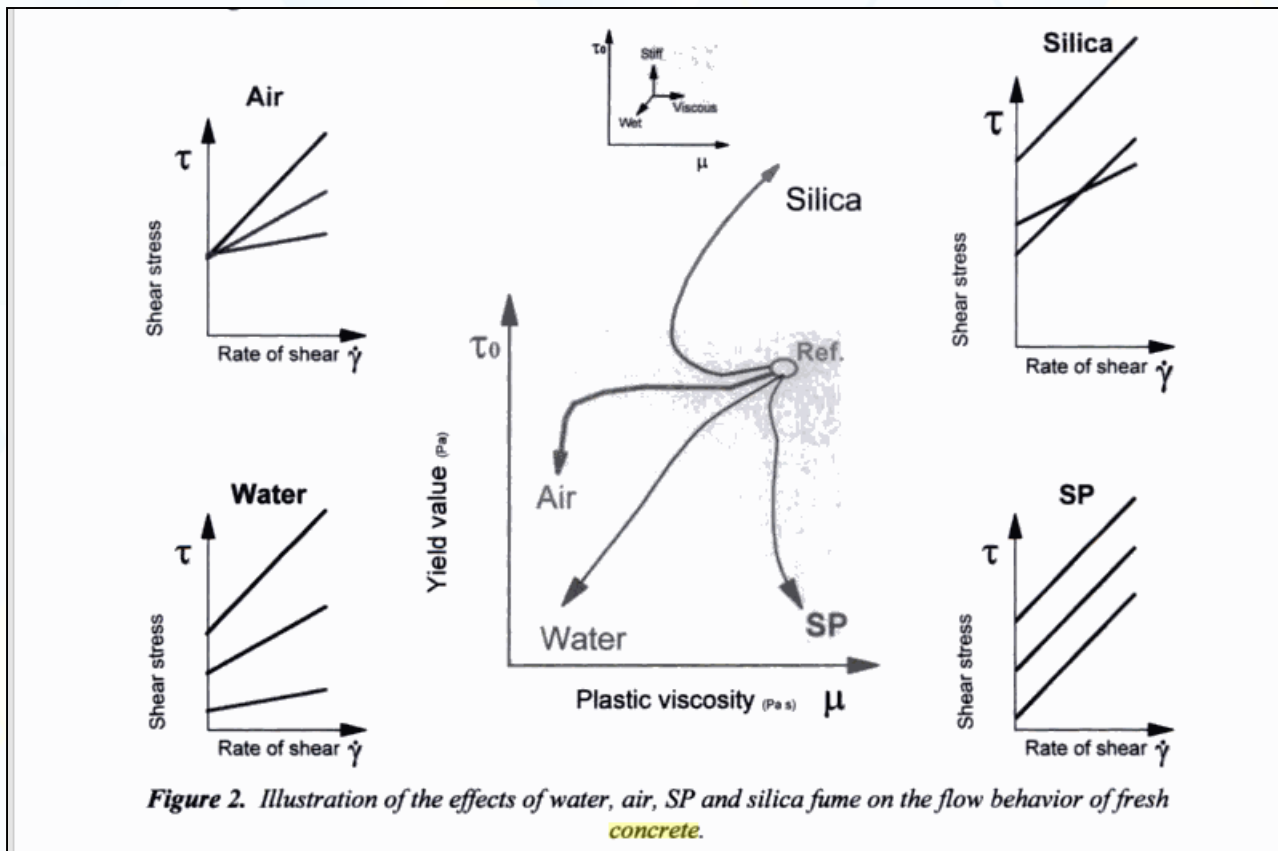 Air
τ
Shear stress
Rate of shear γ̇
τ₀
Stiff
Viscous
Wet
μ
Silica
τ
Shear stress
Rate of shear γ̇
Silica
τ₀
Ref.
Air
Water
SP
Yield value (Pa)
Plastic viscosity (Pa s) μ
Water
τ
Shear stress
Rate of shear γ̇
SP
τ
Shear stress
Rate of shear γ̇
Figure 2. Illustration of the effects of water, air, SP and silica fume on the flow behavior of fresh
concrete.